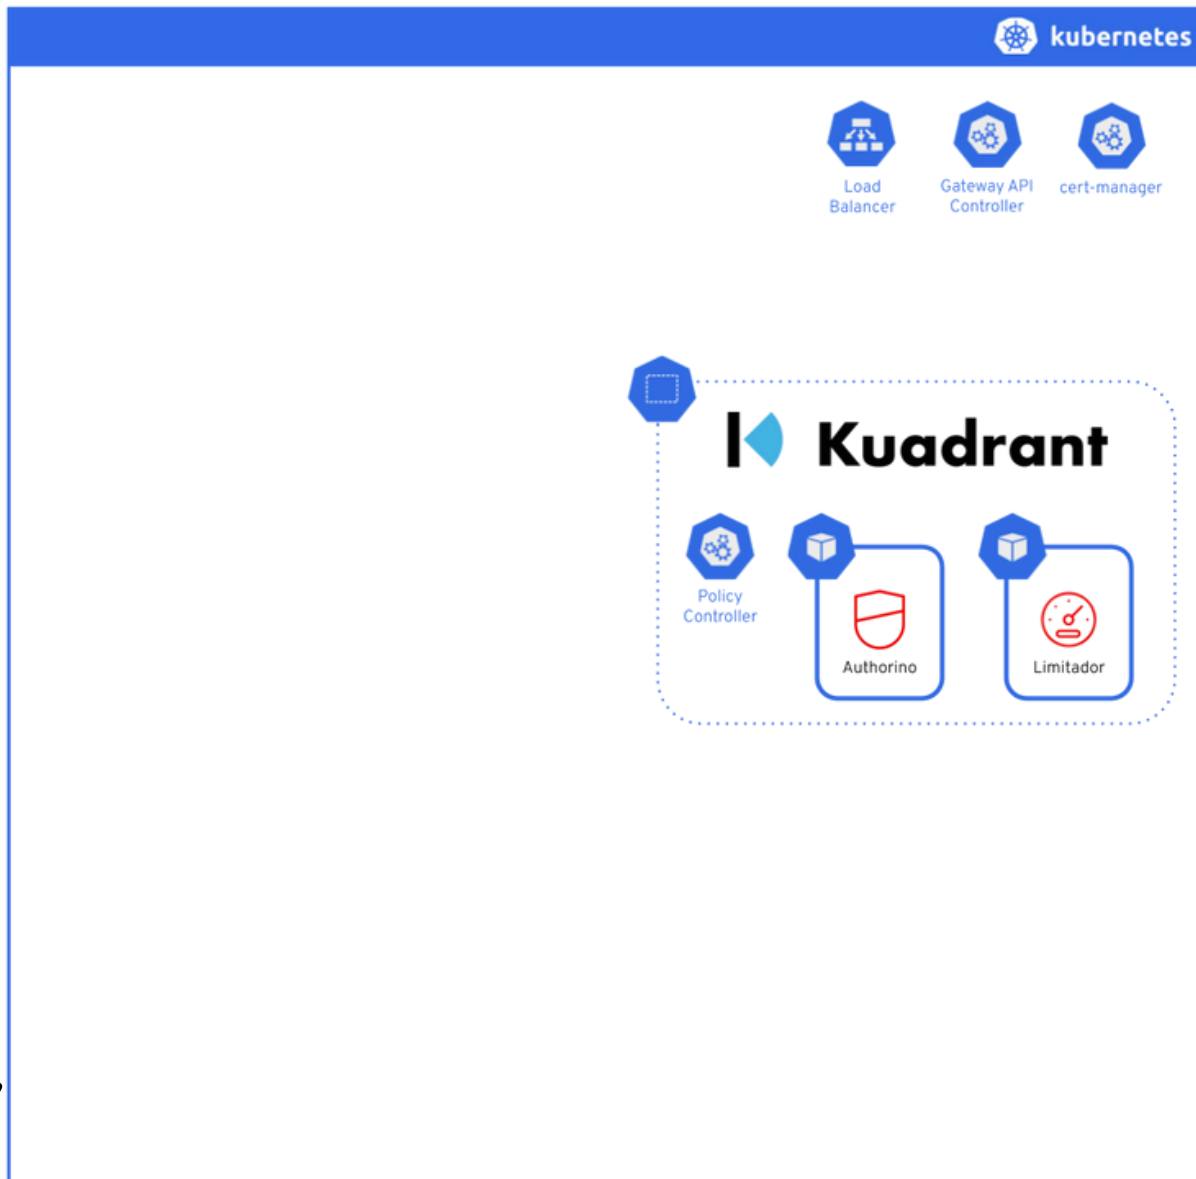 kubernetes
Load
Balancer
Gateway API
Controller
cert-manager
Kuadrant
Policy
Controller
Authorino
Limitador